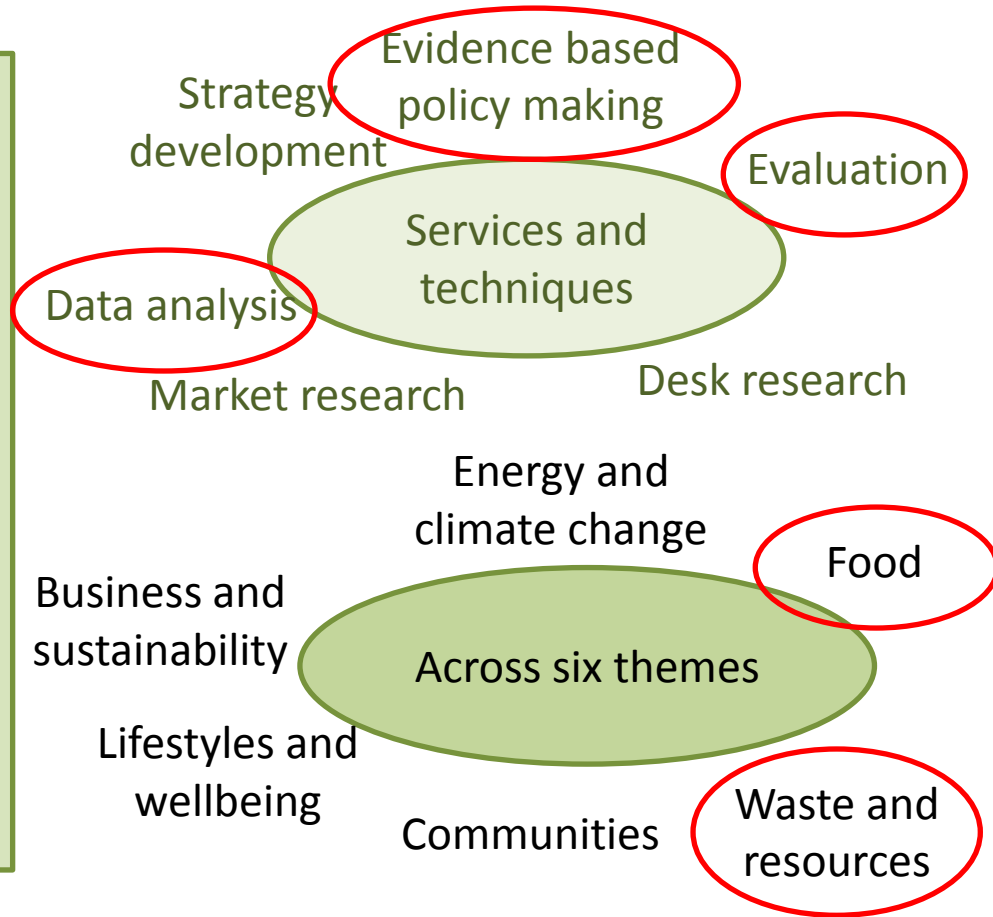 Evidence based
policy making
Strategy
development
Evaluation
Services and
techniques
Data analysis
Market research
Desk research
Energy and
climate change
Food
Business and
sustainability
Across six themes
Lifestyles and
wellbeing
Communities
Waste and
resources